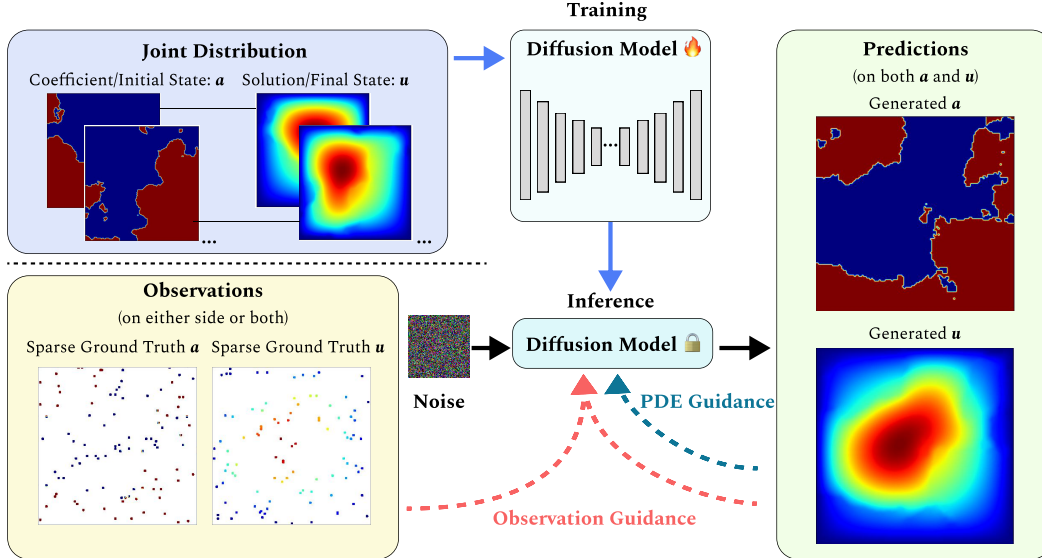 Training
Joint Distribution
Coefficient/Initial State: a
Solution/Final State: u
...
...
Diffusion Model
...
Predictions
(on both a and u)
Generated a
Generated u
Observations
(on either side or both)
Sparse Ground Truth a
Sparse Ground Truth u
Noise
Inference
Diffusion Model
PDE Guidance
Observation Guidance